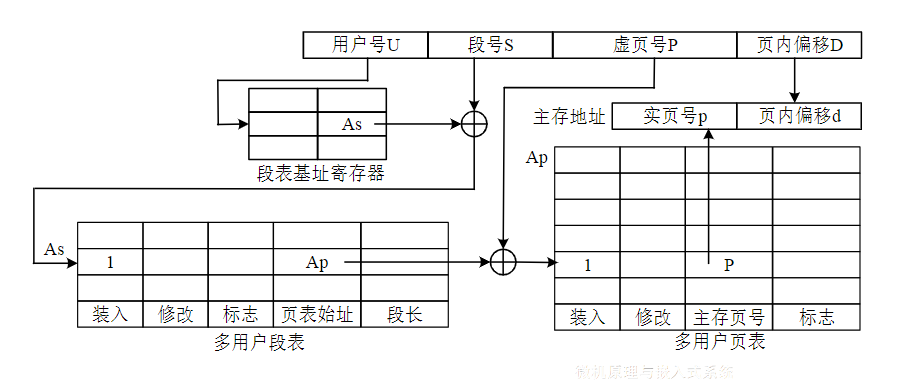 用户号U 段号S 虚页号P 页内偏移D
As
主存地址 实页号p 页内偏移d
段表基址寄存器
Ap
As
1 Ap
装入 修改 标志 页表始址 段长
多用户段表
1 P
装入 修改 主存页号 标志
多用户页表
微机原理与嵌入式系统